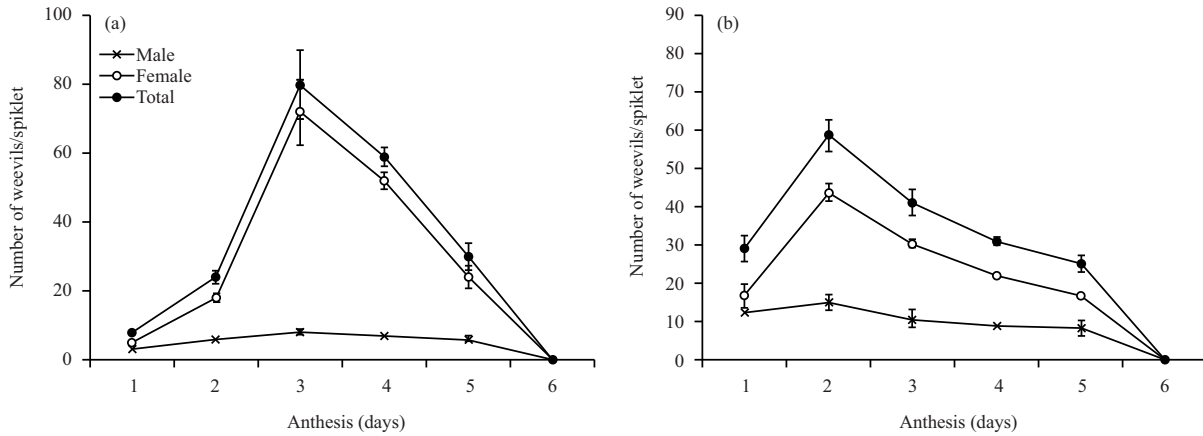 (a)
Number of weevils/spiklet
100
80
60
40
20
0
Male
Female
Total
1 2 3 4 5 6
Anthesis (days)
(b)
Number of weevils/spiklet
90
80
70
60
50
40
30
20
10
0
1 2 3 4 5 6
Anthesis (days)